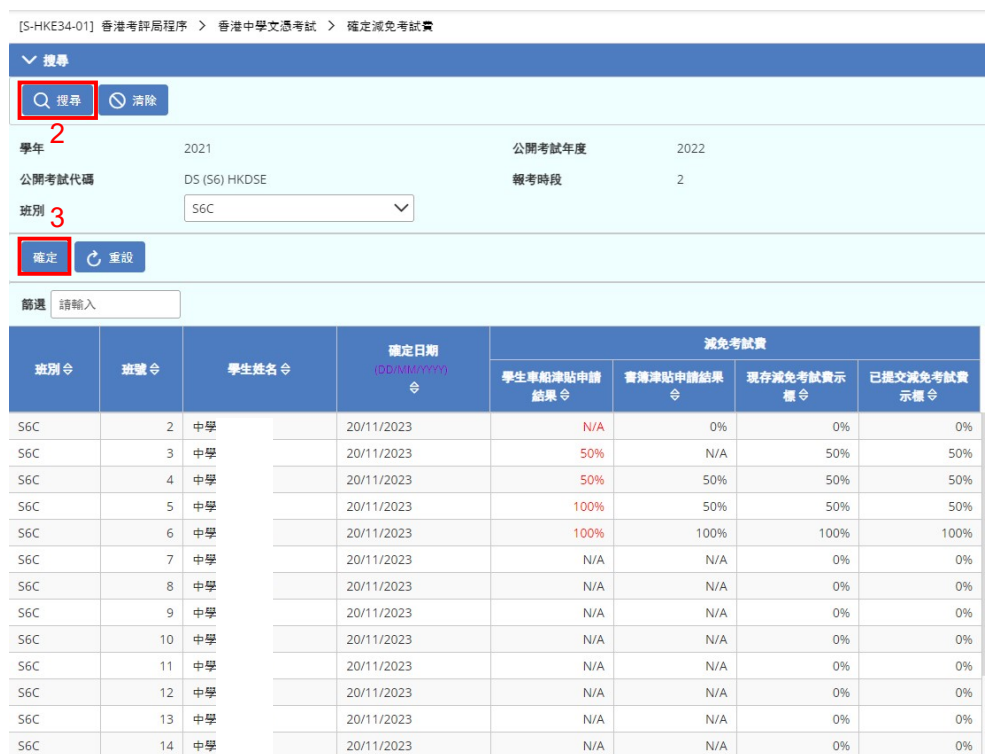 [S-HKE34-01] 香港考評局程序 > 香港中學文憑考試 > 確定減免考試費
搜尋
搜尋 清除
2
學年 2021 公開考試年度 2022
公開考試代碼 DS (S6) HKDSE 報考時段 2
班別 S6C
3
確定 重設
篩選 請輸入
班別 班號 學生姓名 確定日期 (DD/MM/YYYY) 減免考試費
學生車船津貼申請結果 書簿津貼申請結果 現存減免考試費示標 已提交減免考試費示標
S6C 2 中學 20/11/2023 N/A 0% 0% 0%
S6C 3 中學 20/11/2023 50% N/A 50% 50%
S6C 4 中學 20/11/2023 50% 50% 50% 50%
S6C 5 中學 20/11/2023 100% 50% 50% 50%
S6C 6 中學 20/11/2023 100% 100% 100% 100%
S6C 7 中學 20/11/2023 N/A N/A 0% 0%
S6C 8 中學 20/11/2023 N/A N/A 0% 0%
S6C 9 中學 20/11/2023 N/A N/A 0% 0%
S6C 10 中學 20/11/2023 N/A N/A 0% 0%
S6C 11 中學 20/11/2023 N/A N/A 0% 0%
S6C 12 中學 20/11/2023 N/A N/A 0% 0%
S6C 13 中學 20/11/2023 N/A N/A 0% 0%
S6C 14 中學 20/11/2023 N/A N/A 0% 0%